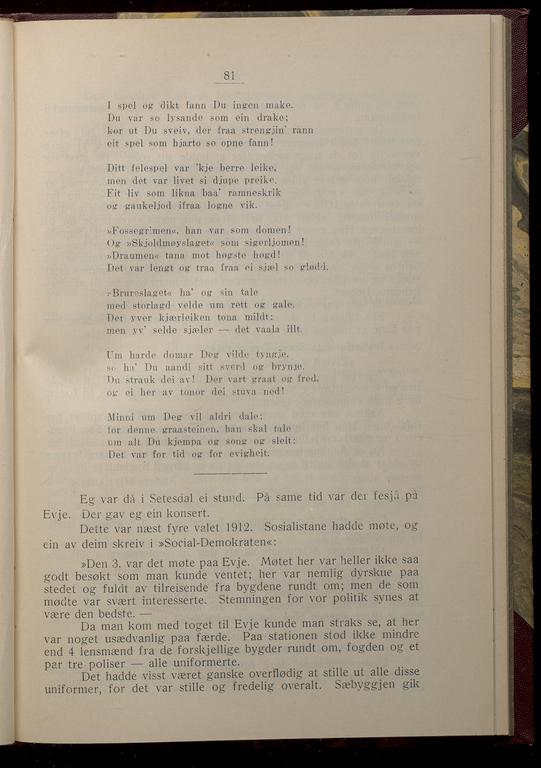 81
I spel og dikt fann Du ingen make.
Du var so lysande som ein drake;
kor ut Du sveiv, der fraa strengjin' rann
eit spel som hjarto so opne fann!
Ditt felespel var 'kje berre leike,
men det var livet si djupe preike.
Eit liv som likna baa' ramneskrik
og gaukeljod ifraa logne vik.
»Fossegrimen«, han var som domen!
Og »Skjoldmøyslaget« som sigerljomen!
»Draumen« tana mot høgste høgd!
Det var lengt og traa fraa ei sjæl so glødd.
»Brureslaget« ha' og sin tale
med storlagd velde um rett og gale.
Det yver kjærleiken tona mildt;
men yv' selde sjæler — det vaala illt.
Um harde domar Deg vilde tyngje,
so ha' Du aandi sitt sverd og brynje.
Du strauk dei av! Der vart graat og fred,
og ei her av tonor dei stuva ned!
Minni um Deg vil aldri dale;
for denne graasteinen, han skal tale
um alt Du kjempa og song og sleit;
Det var for tid og for evigheit.
Eg var då i Setesdal ei stund. På same tid var der fesjå på
Evje. Der gav eg ein konsert.
Dette var næst fyre valet 1912. Sosialistane hadde møte, og
ein av deim skreiv i »Social-Demokraten«:
»Den 3. var det møte paa Evje. Møtet her var heller ikke saa
godt besøkt som man kunde ventet; her var nemlig dyrskue paa
stedet og fuldt av tilreisende fra bygdene rundt om; men de som
mødte var svært interesserte. Stemningen for vor politik synes at
være den bedste. —
Da man kom med toget til Evje kunde man straks se, at her
var noget usædvanlig paa færde. Paa stationen stod ikke mindre
end 4 lensmænd fra de forskjellige bygder rundt om, fogden og et
par tre poliser — alle uniformerte.
Det hadde visst været ganske overflødig at stille ut alle disse
uniformer, for det var stille og fredelig overalt. Sæbyggjen gik